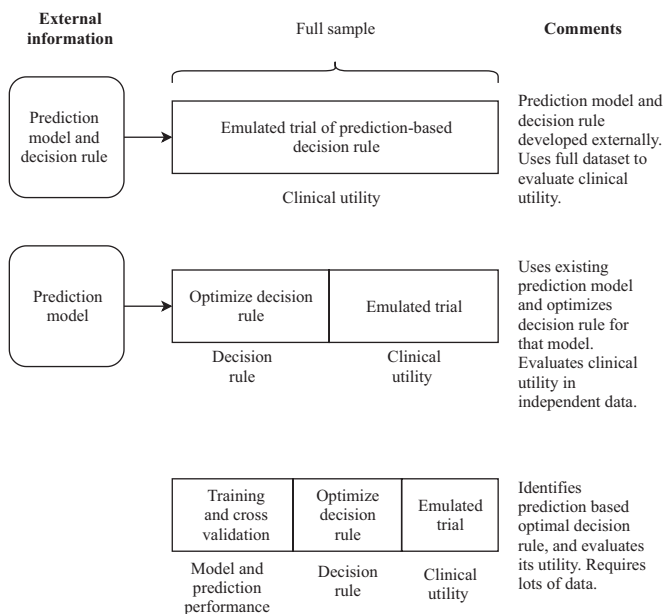 External
information
Full sample
Comments
Prediction
model and
decision rule
Emulated trial of prediction-based
decision rule
Clinical utility
Prediction model and
decision rule
developed externally.
Uses full dataset to
evaluate clinical
utility.
Prediction
model
Optimize decision
rule
Emulated trial
Decision
rule
Clinical
utility
Uses existing
prediction model
and optimizes
decision rule for
that model.
Evaluates clinical
utility in
independent data.
Training
and cross
validation
Optimize
decision
rule
Emulated
trial
Model and
prediction
performance
Decision
rule
Clinical
utility
Identifies
prediction based
optimal decision
rule, and evaluates
its utility. Requires
lots of data.